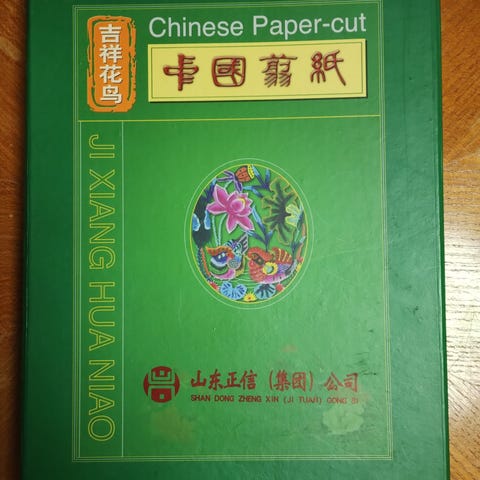 吉祥花鸟
Chinese Paper-cut
中國剪紙
JI XIANG HUA NIAO
山东正信（集团）公司
SHAN DONG ZHENG XIN (JI TUAJI) GONG SI